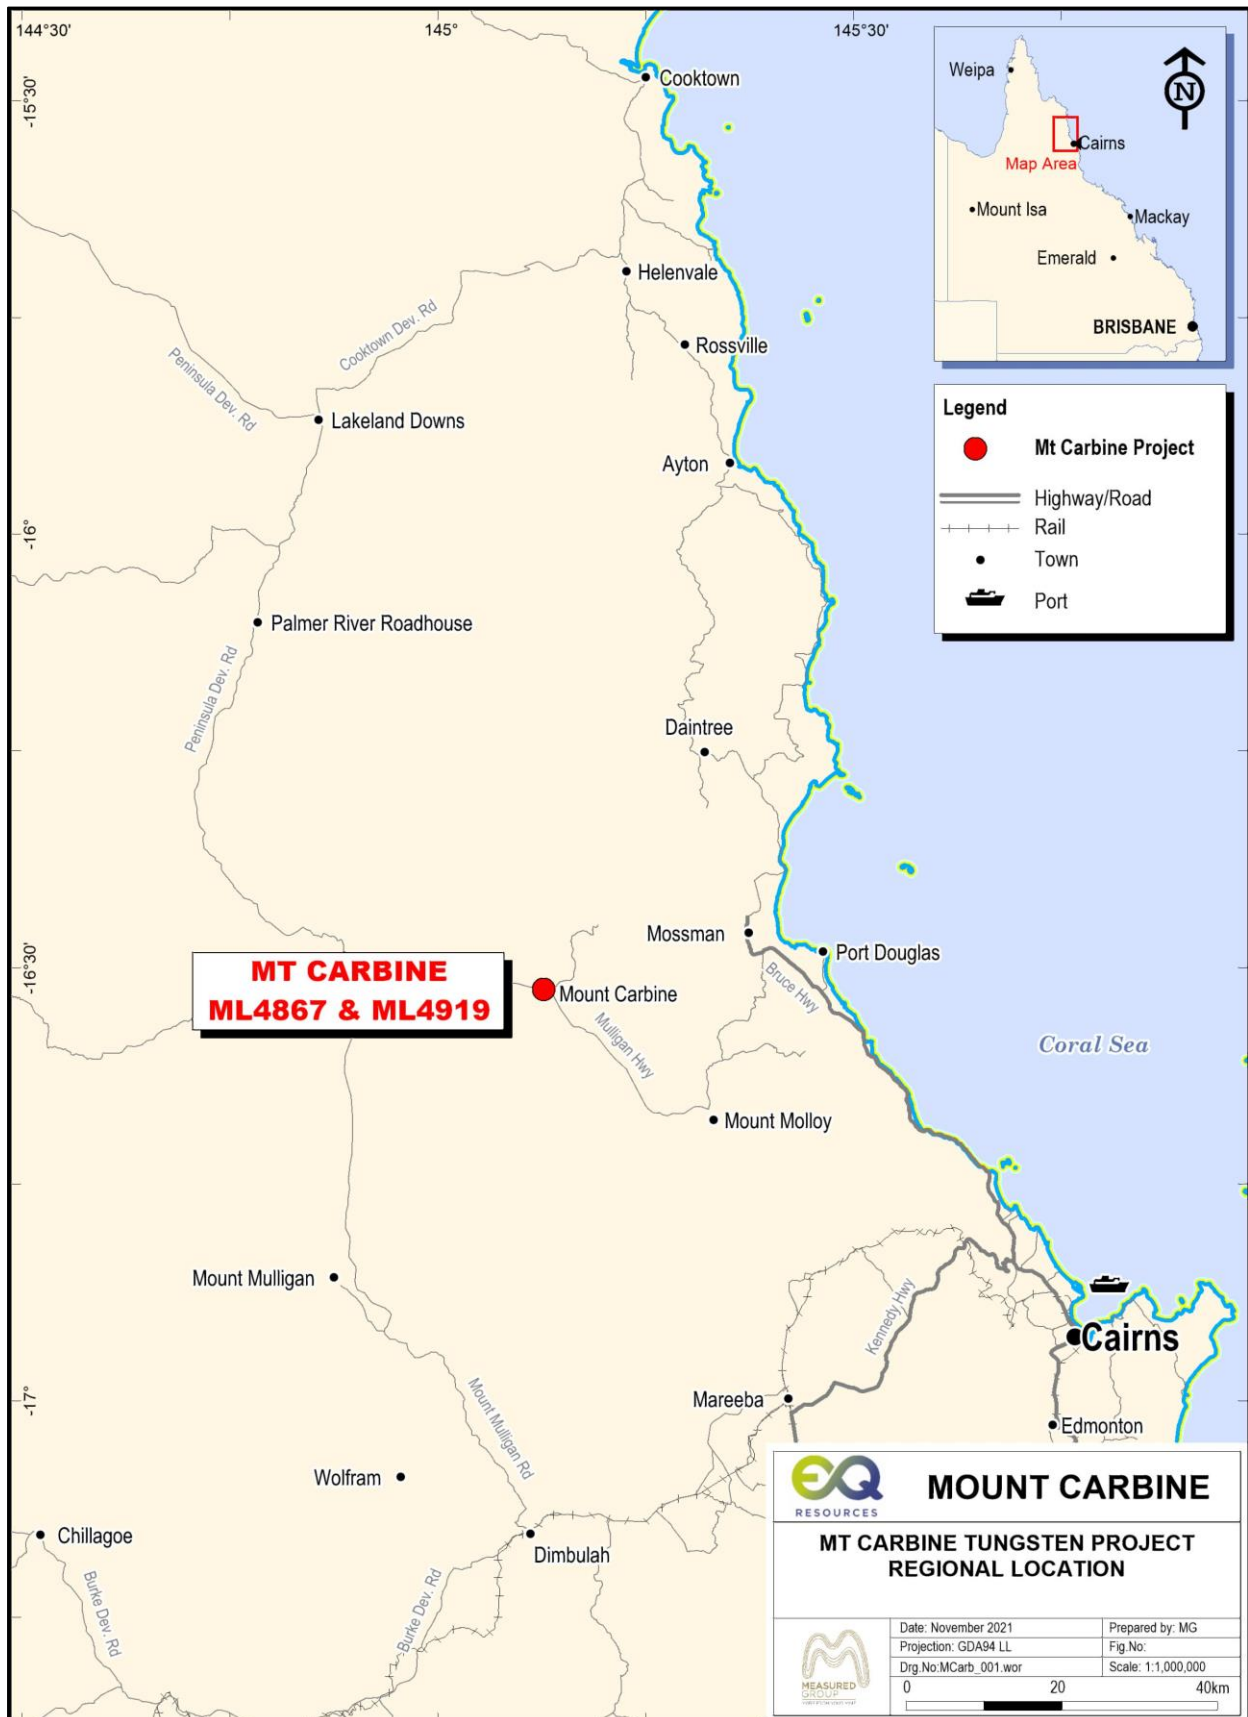 144°30'
145°
145°30'
-15°30'
-16°
-16°30'
-17°
Cooktown
Helenvale
Rossville
Cooktown Dev. Rd
Peninsula Dev. Rd
Lakeland Downs
Ayton
Palmer River Roadhouse
Peninsula Dev. Rd
Daintree
Mossman
Port Douglas
Bruce Hwy
MT CARBINE
ML4867 & ML4919
Mount Carbine
Mulligan Hwy
Coral Sea
Mount Molloy
Mount Mulligan
Kennedy Hwy
Cairns
Mareeba
Edmonton
Mount Mulligan Rd
Wolfram
Chillagoe
Dimbulah
Burke Dev. Rd
Burke Dev. Rd
Weipa
N
Cairns
Map Area
Mount Isa
Mackay
Emerald
BRISBANE
Legend
Mt Carbine Project
Highway/Road
Rail
Town
Port
EQ
RESOURCES
MOUNT CARBINE
MT CARBINE TUNGSTEN PROJECT
REGIONAL LOCATION
MEASURED
GROUP
Date: November 2021
Prepared by: MG
Projection: GDA94 LL
Fig.No:
Drg.No:MCarb_001.wor
Scale: 1:1,000,000
0 20 40km